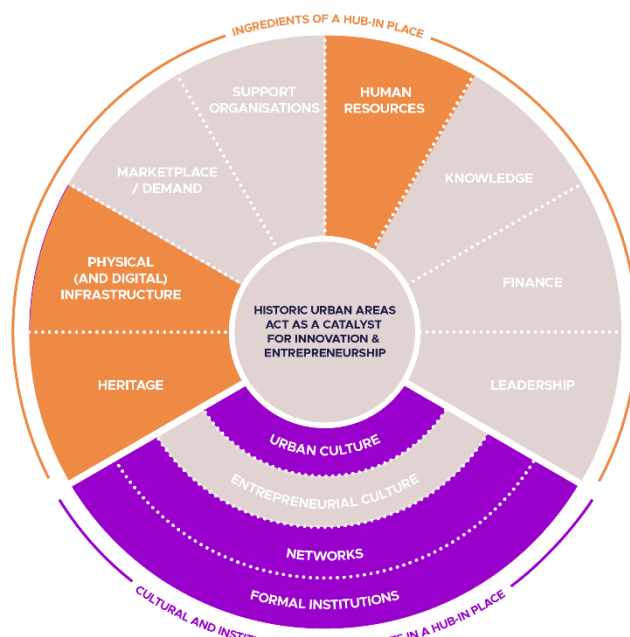 INGREDIENTS OF A HUB-IN PLACE
SUPPORT
ORGANISATIONS
HUMAN
RESOURCES
MARKETPLACE
/ DEMAND
KNOWLEDGE
PHYSICAL
(AND DIGITAL)
INFRASTRUCTURE
FINANCE
HISTORIC URBAN AREAS
ACT AS A CATALYST
FOR INNOVATION &
ENTREPRENEURSHIP
HERITAGE
LEADERSHIP
URBAN CULTURE
ENTREPRENEURIAL CULTURE
NETWORKS
FORMAL INSTITUTIONS
CULTURAL AND IN A HUB-IN PLACE